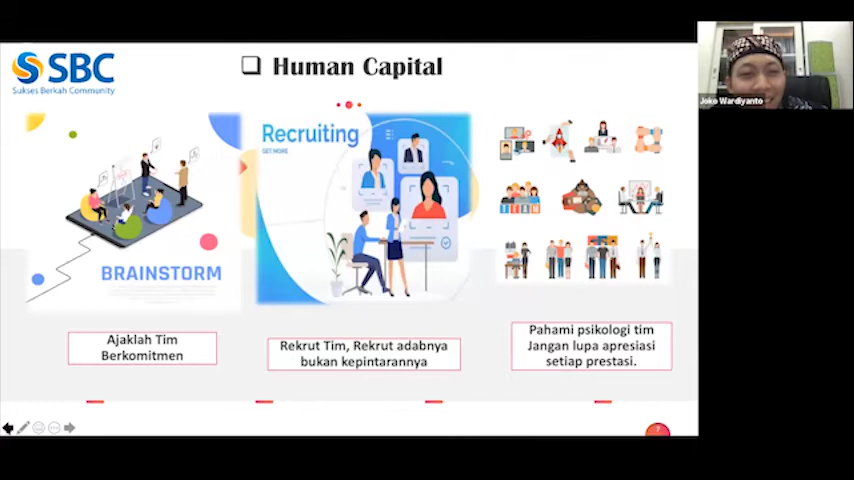 SBC
Sukses Berkah Community
Human Capital
Joko Wardiyanto
Recruiting
GET MORE
BRAINSTORM
Ajaklah Tim
Berkomitmen
Rekrut Tim, Rekrut adabnya
bukan kepintarannya
Pahami psikologi tim
Jangan lupa apresiasi
setiap prestasi.
7